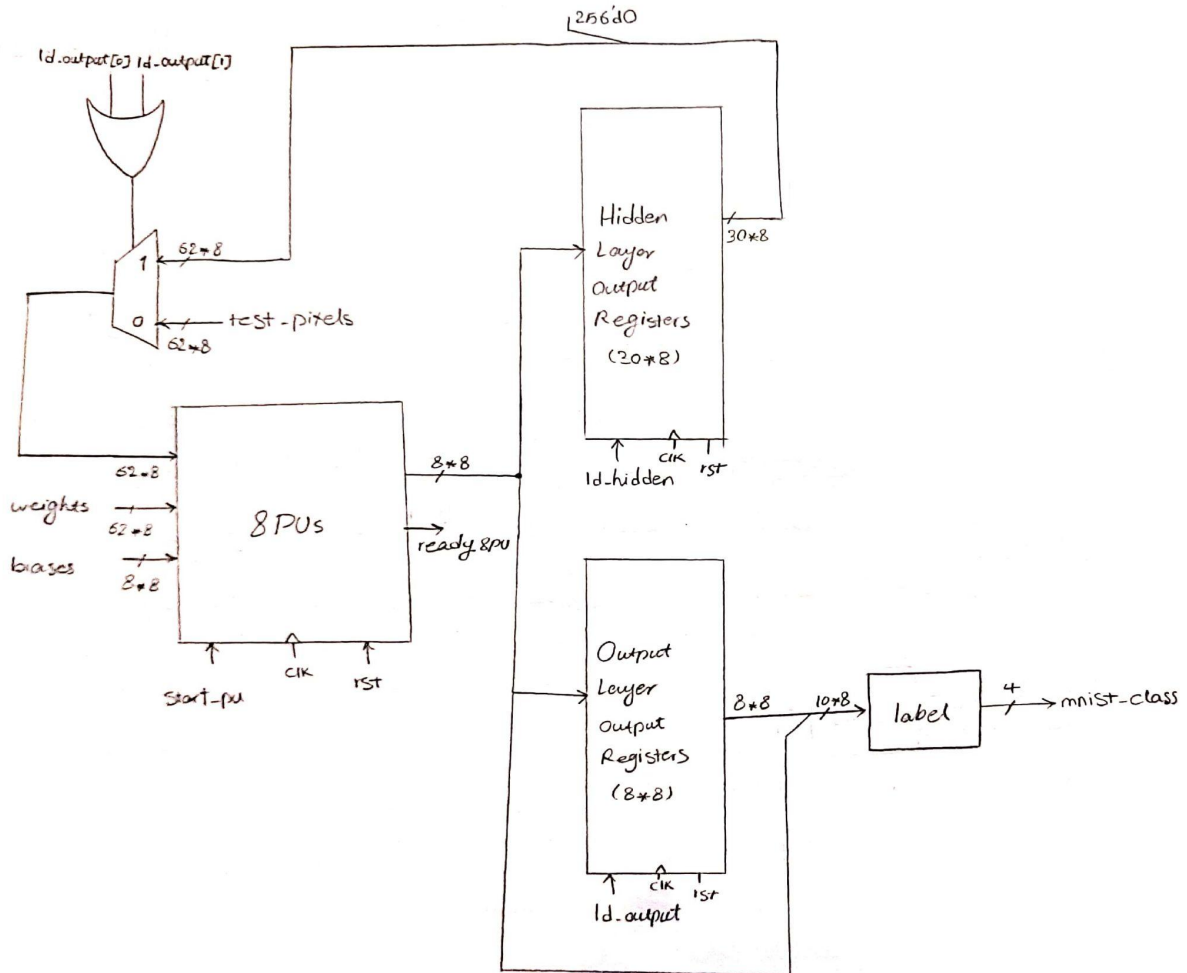 256'd0
ld_output[0] ld_output[1]
62*8
1
0
test_pixels
62*8
Hidden
Layer
Output
Registers
(30*8)
30*8
ld_hidden
clk
rst
62*8
weights
62*8
biases
8*8
8 PUs
8*8
ready8pu
start_pu
clk
rst
Output
Layer
Output
Registers
(8*8)
8*8
10*8
label
4
mnist_class
ld_output
clk
rst